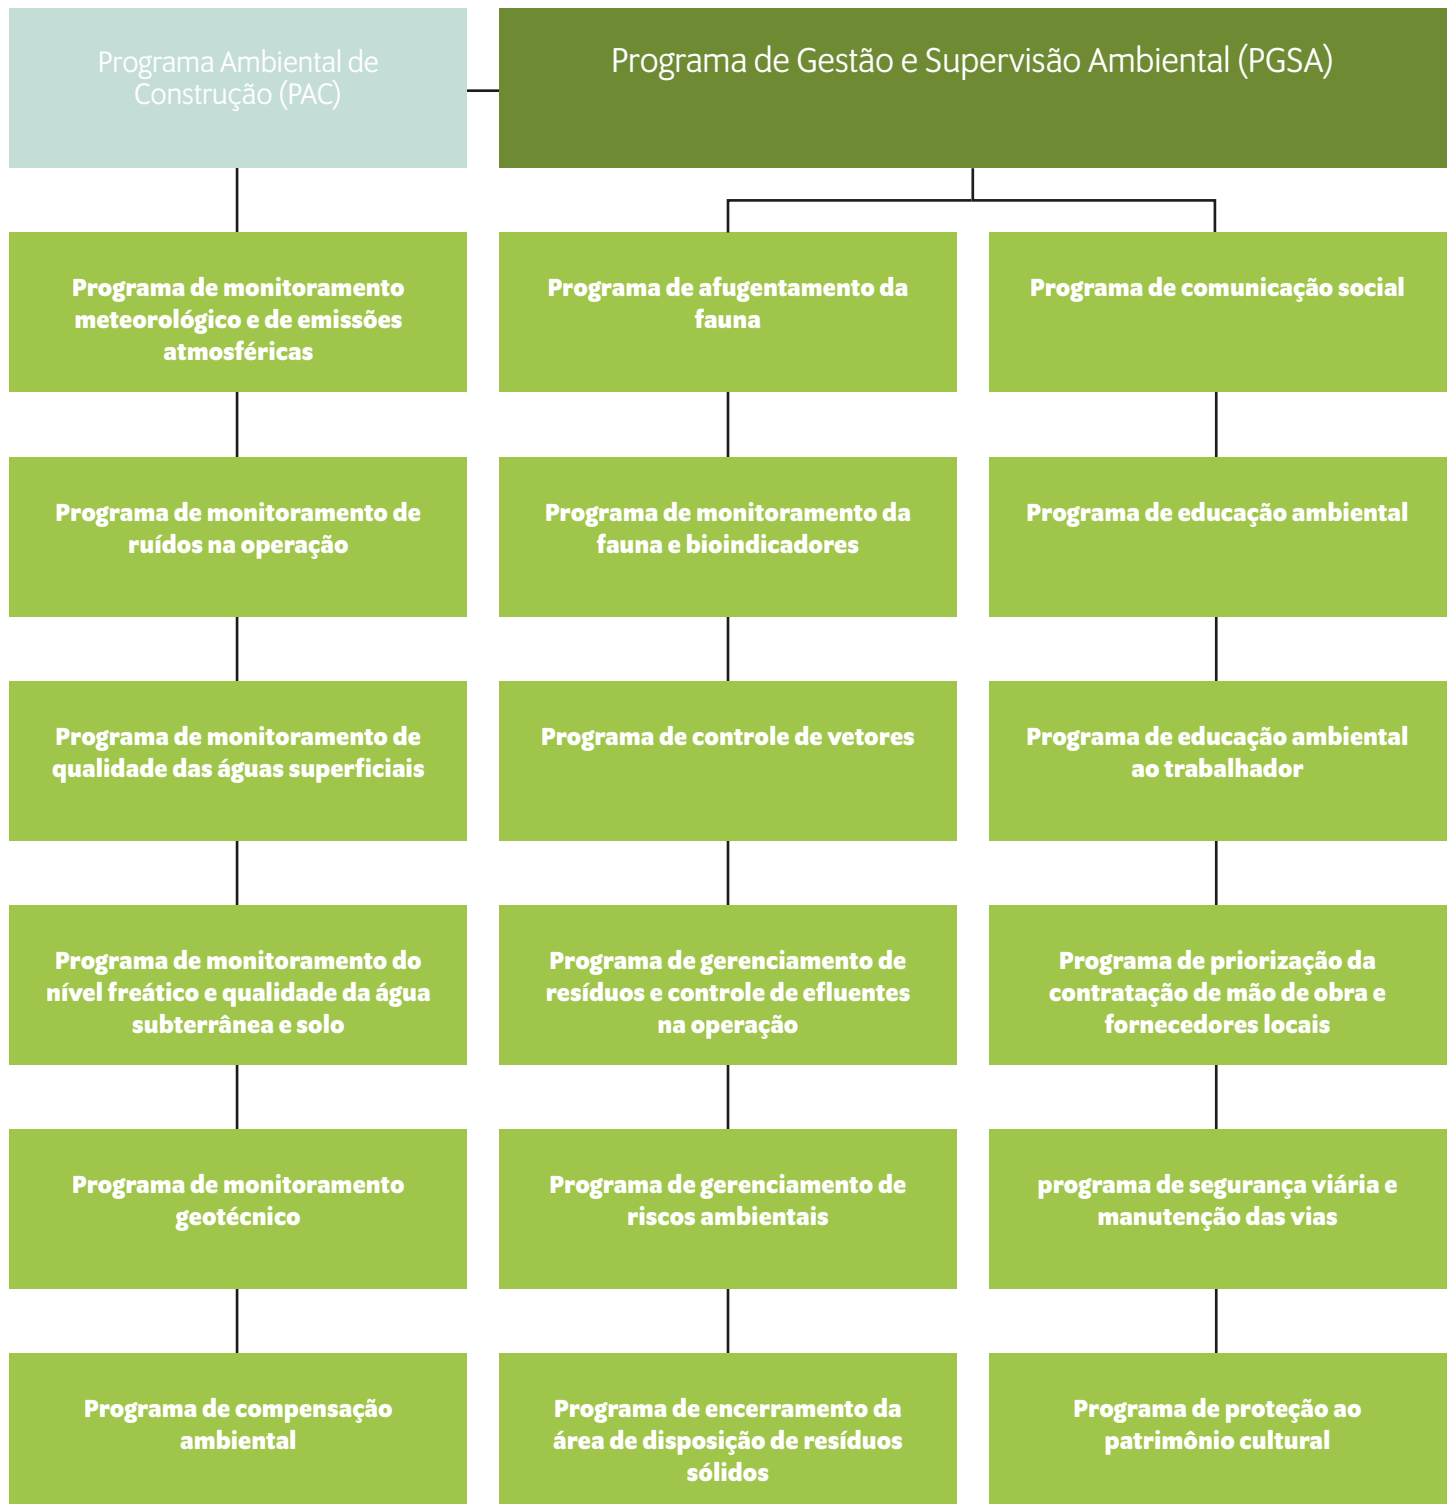 Programa Ambiental de
Construção (PAC)
Programa de Gestão e Supervisão Ambiental (PGSA)
Programa de monitoramento
meteorológico e de emissões
atmosféricas
Programa de afugentamento da
fauna
Programa de comunicação social
Programa de monitoramento de
ruídos na operação
Programa de monitoramento da
fauna e bioindicadores
Programa de educação ambiental
Programa de monitoramento de
qualidade das águas superficiais
Programa de controle de vetores
Programa de educação ambiental
ao trabalhador
Programa de monitoramento do
nível freático e qualidade da água
subterrânea e solo
Programa de gerenciamento de
resíduos e controle de efluentes
na operação
Programa de priorização da
contratação de mão de obra e
fornecedores locais
Programa de monitoramento
geotécnico
Programa de gerenciamento de
riscos ambientais
programa de segurança viária e
manutenção das vias
Programa de compensação
ambiental
Programa de encerramento da
área de disposição de resíduos
sólidos
Programa de proteção ao
patrimônio cultural